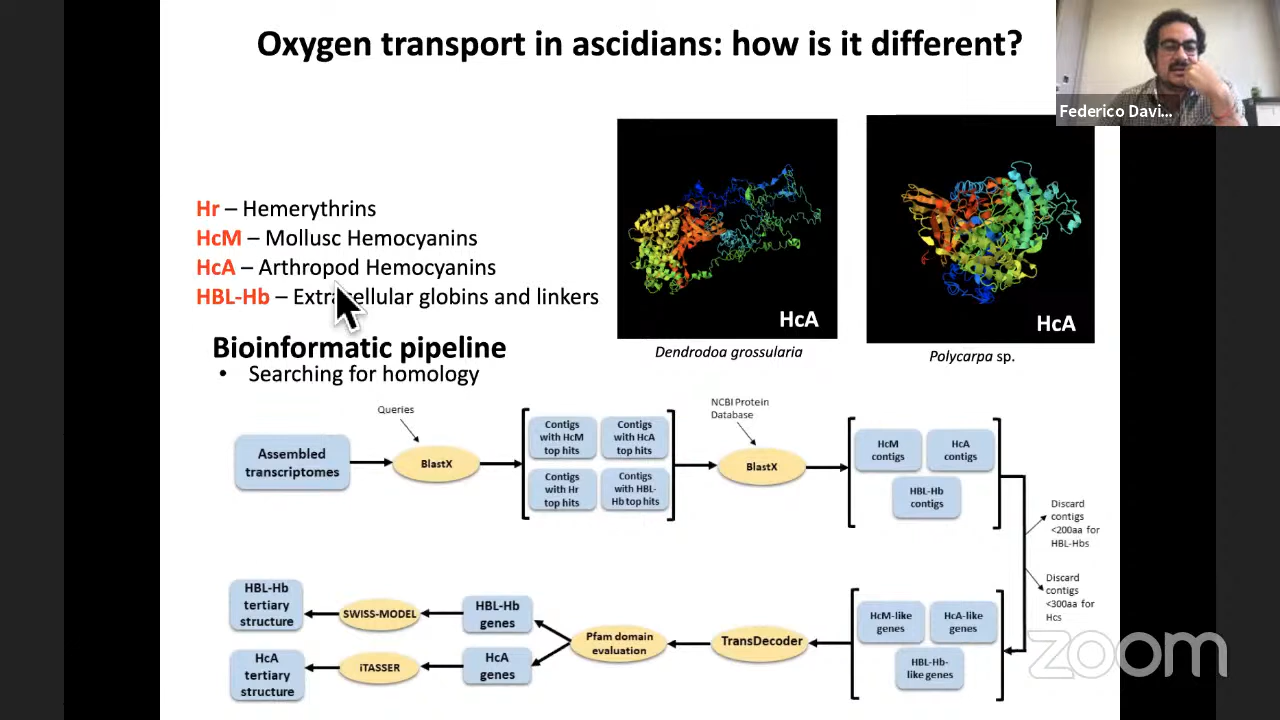 Oxygen transport in ascidians: how is it different?
Federico Davi...
Hr – Hemerythrins
HcM – Mollusc Hemocyanins
HcA – Arthropod Hemocyanins
HBL-Hb – Extracellular globins and linkers
HcA
Dendrodoa grossularia
HcA
Polycarpa sp.
Bioinformatic pipeline
• Searching for homology
Assembled
transcriptomes
Queries
BlastX
Contigs
with HcM
top hits
Contigs
with HcA
top hits
Contigs
with Hr
top hits
Contigs
with HBL-
Hb top hits
NCBI Protein
Database
BlastX
HcM
contigs
HcA
contigs
HBL-Hb
contigs
Discard
contigs
<200aa for
HBL-Hbs
Discard
contigs
<300aa for
Hcs
HcM-like
genes
HcA-like
genes
HBL-Hb-
like genes
TransDecoder
Pfam domain
evaluation
HBL-Hb
genes
SWISS-MODEL
HBL-Hb
tertiary
structure
HcA
genes
iTASSER
HcA
tertiary
structure
zoom